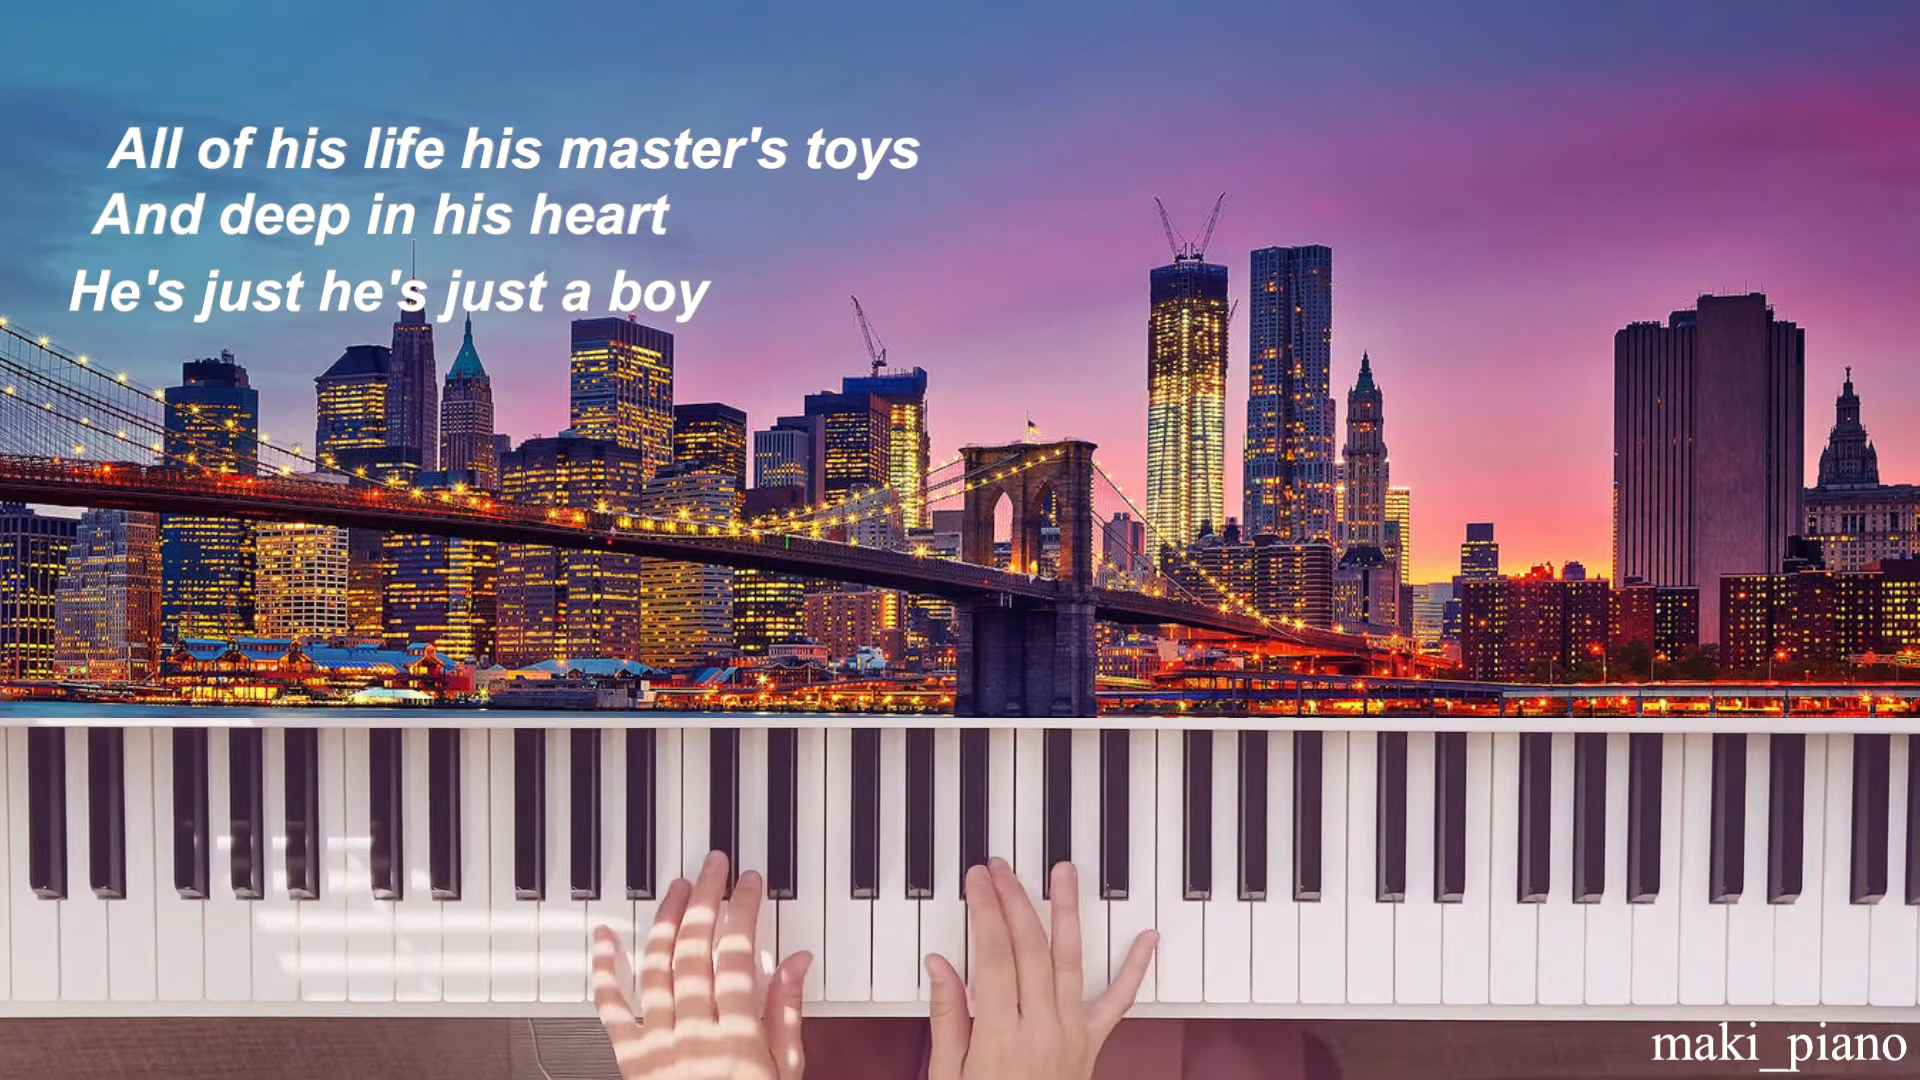 All of his life his master's toys
And deep in his heart
He's just he's just a boy
maki_piano